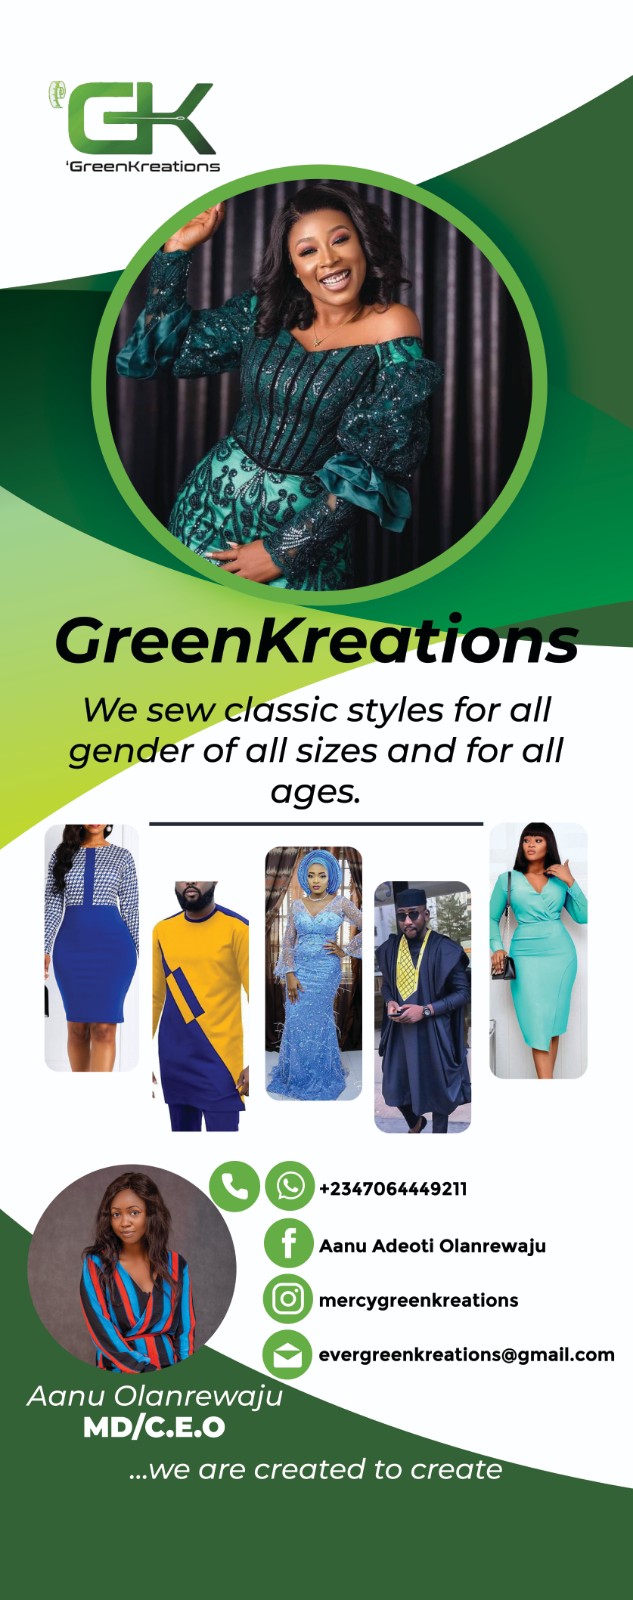 GK
'GreenKreations
GreenKreations
We sew classic styles for all
gender of all sizes and for all
ages.
+2347064449211
Aanu Adeoti Olanrewaju
mercygreenkreations
evergreenkreations@gmail.com
Aanu Olanrewaju
MD/C.E.O
...we are created to create